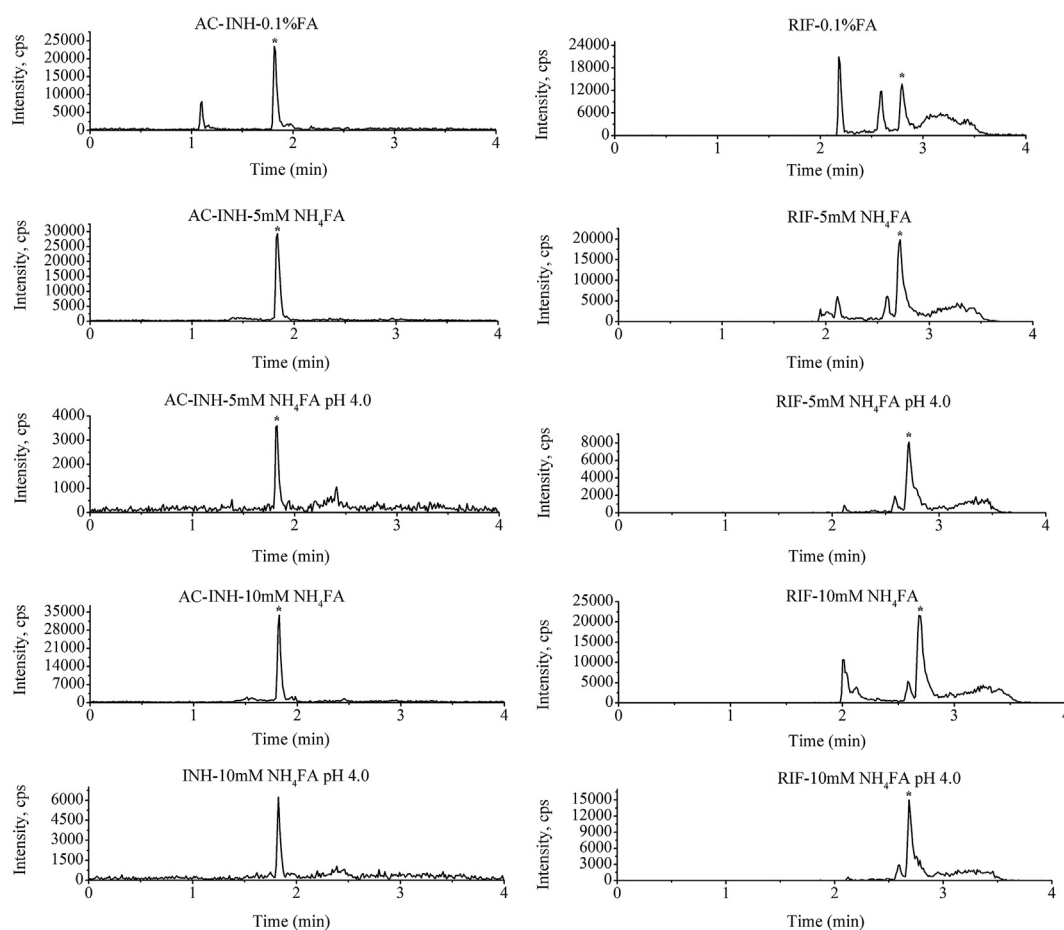 AC-INH-0.1%FA
Intensity, cps
25000
20000
15000
10000
5000
0
*
0 1 2 3 4
Time (min)
RIF-0.1%FA
Intensity, cps
24000
18000
12000
6000
0
*
0 1 2 3 4
Time (min)
AC-INH-5mM NH₄FA
Intensity, cps
30000
25000
20000
15000
10000
5000
0
*
0 1 2 3 4
Time (min)
RIF-5mM NH₄FA
Intensity, cps
20000
15000
10000
5000
0
*
0 1 2 3 4
Time (min)
AC-INH-5mM NH₄FA pH 4.0
Intensity, cps
4000
3000
2000
1000
0
*
0 1 2 3 4
Time (min)
RIF-5mM NH₄FA pH 4.0
Intensity, cps
8000
6000
4000
2000
0
*
0 1 2 3 4
Time (min)
AC-INH-10mM NH₄FA
Intensity, cps
35000
28000
21000
14000
7000
0
*
0 1 2 3 4
Time (min)
RIF-10mM NH₄FA
Intensity, cps
25000
20000
15000
10000
5000
0
*
0 1 2 3 4
Time (min)
INH-10mM NH₄FA pH 4.0
Intensity, cps
6000
4500
3000
1500
0
0 1 2 3 4
Time (min)
RIF-10mM NH₄FA pH 4.0
Intensity, cps
15000
12000
9000
6000
3000
0
*
0 1 2 3 4
Time (min)